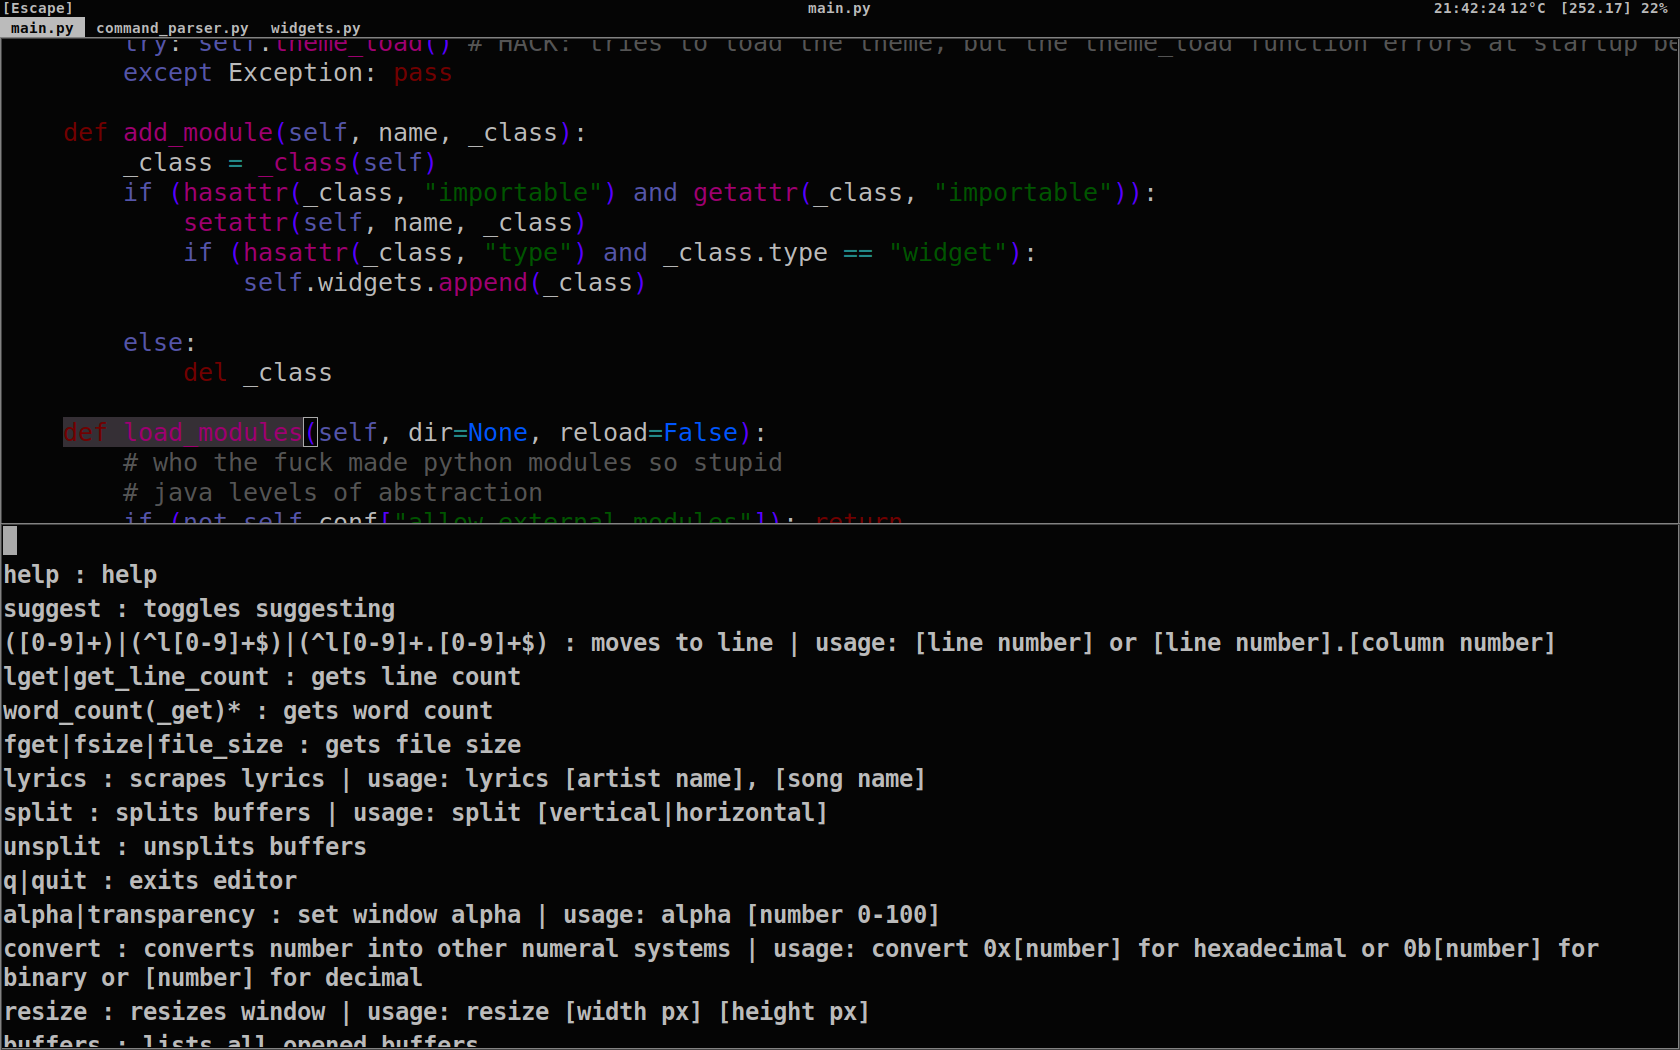 [Escape] main.py 21:42:24 12°C [252.17] 22%
main.py command_parser.py widgets.py
try: self.theme_load() # HACK: tries to load the theme, but the theme_load function errors at startup be
except Exception: pass
def add_module(self, name, _class):
_class = _class(self)
if (hasattr(_class, "importable") and getattr(_class, "importable")):
setattr(self, name, _class)
if (hasattr(_class, "type") and _class.type == "widget"):
self.widgets.append(_class)
else:
del _class
def load_modules(self, dir=None, reload=False):
# who the fuck made python modules so stupid
# java levels of abstraction
if (not self.conf["allow_external_modules"]): return
help : help
suggest : toggles suggesting
([0-9]+)|(^l[0-9]+$)|(^l[0-9]+.[0-9]+$) : moves to line | usage: [line number] or [line number].[column number]
lget|get_line_count : gets line count
word_count(_get)* : gets word count
fget|fsize|file_size : gets file size
lyrics : scrapes lyrics | usage: lyrics [artist name], [song name]
split : splits buffers | usage: split [vertical|horizontal]
unsplit : unsplits buffers
q|quit : exits editor
alpha|transparency : set window alpha | usage: alpha [number 0-100]
convert : converts number into other numeral systems | usage: convert 0x[number] for hexadecimal or 0b[number] for
binary or [number] for decimal
resize : resizes window | usage: resize [width px] [height px]
buffers : lists all opened buffers